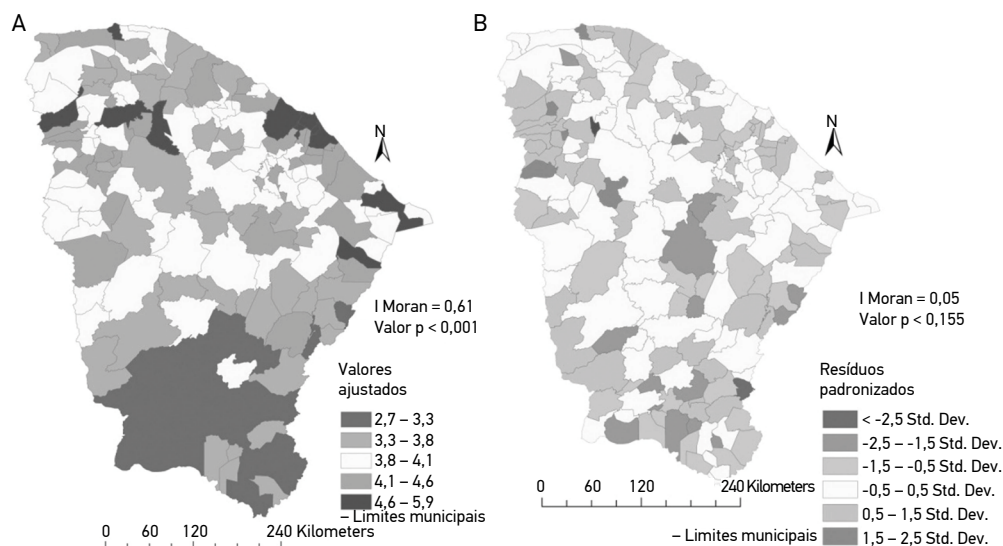 A
N
I Moran = 0,61
Valor p < 0,001
Valores
ajustados
2,7 – 3,3
3,3 – 3,8
3,8 – 4,1
4,1 – 4,6
4,6 – 5,9
– Limites municipais
0 60 120 240 Kilometers
B
N
I Moran = 0,05
Valor p < 0,155
Resíduos
padronizados
< -2,5 Std. Dev.
-2,5 – -1,5 Std. Dev.
-1,5 – -0,5 Std. Dev.
-0,5 – 0,5 Std. Dev.
0,5 – 1,5 Std. Dev.
1,5 – 2,5 Std. Dev.
0 60 120 240 Kilometers
– Limites municipais